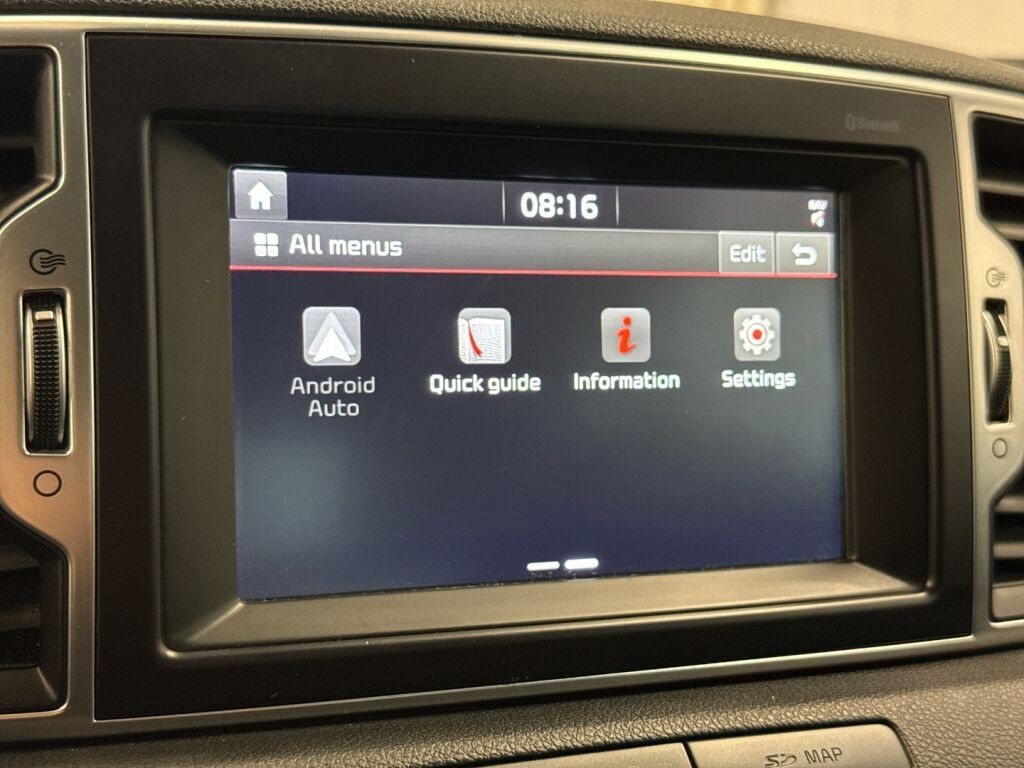 Bluetooth
08:16
All menus
Edit
Android
Auto
Quick guide
Information
Settings
MAP